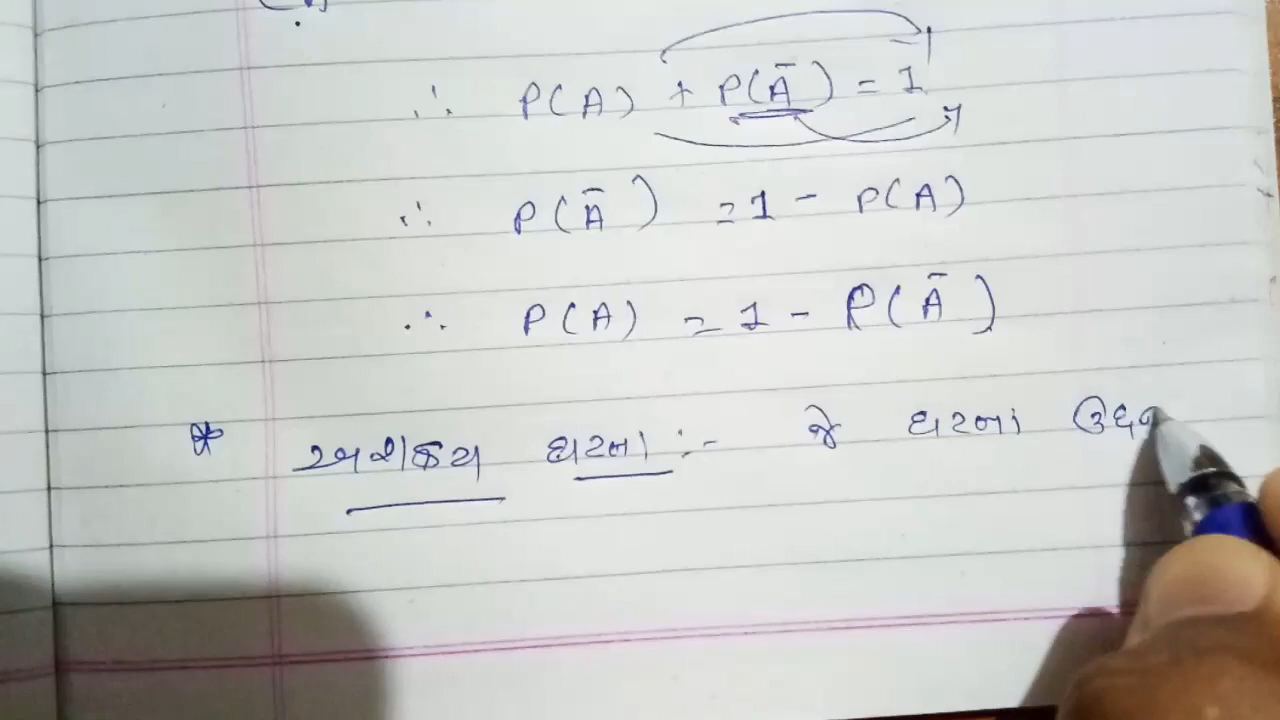 ∴ P(A) + P(Ā) = 1
∴ P(Ā) = 1 - P(A)
∴ P(A) = 1 - P(Ā)
* અશક્ય ઘટના :- જે ઘટના